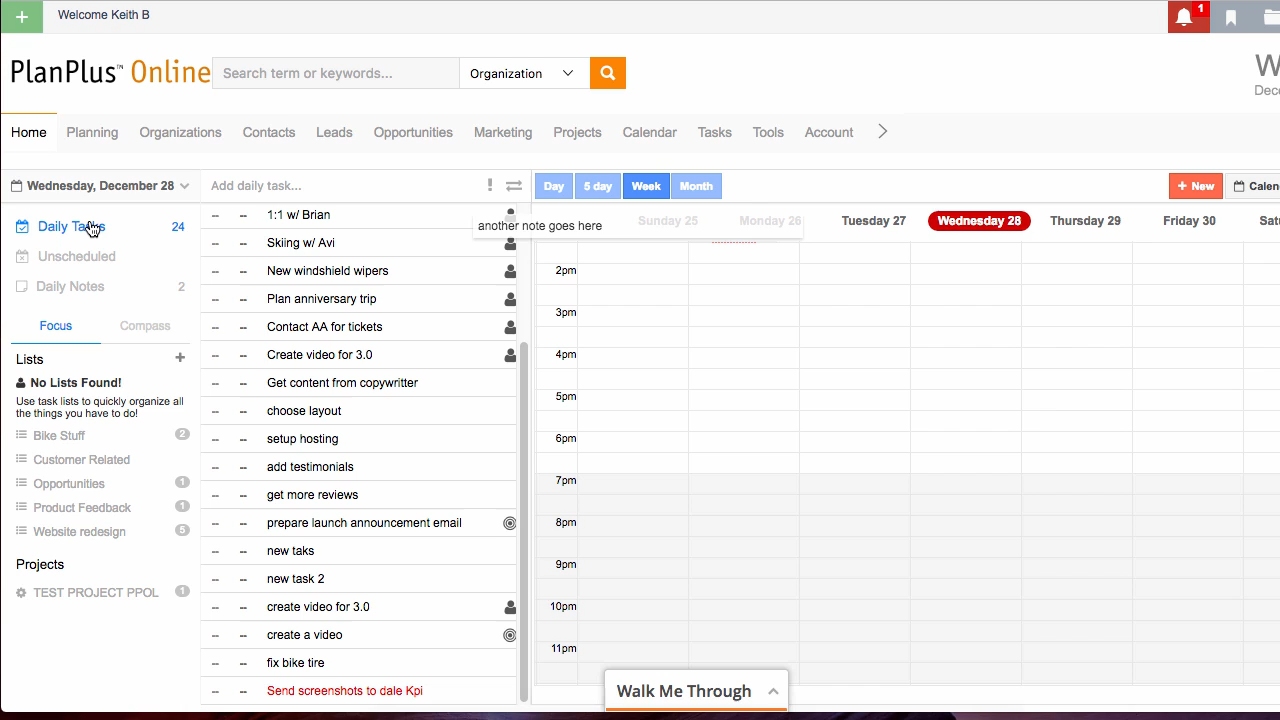 + Welcome Keith B 1
PlanPlus™ Online Search term or keywords... Organization W
Dece
Home Planning Organizations Contacts Leads Opportunities Marketing Projects Calendar Tasks Tools Account
Wednesday, December 28 Add daily task... ! Day 5 day Week Month + New Calen
Daily Tasks 24
Unscheduled
Daily Notes 2
Focus Compass
Lists +
No Lists Found!
Use task lists to quickly organize all
the things you have to do!
Bike Stuff 2
Customer Related
Opportunities 1
Product Feedback 1
Website redesign 5
Projects
TEST PROJECT PPOL 1
-- -- 1:1 w/ Brian
-- -- Skiing w/ Avi
-- -- New windshield wipers
-- -- Plan anniversary trip
-- -- Contact AA for tickets
-- -- Create video for 3.0
-- -- Get content from copywritter
-- -- choose layout
-- -- setup hosting
-- -- add testimonials
-- -- get more reviews
-- -- prepare launch announcement email
-- -- new taks
-- -- new task 2
-- -- create video for 3.0
-- -- create a video
-- -- fix bike tire
-- -- Send screenshots to dale Kpi
another note goes here
Sunday 25 Monday 26 Tuesday 27 Wednesday 28 Thursday 29 Friday 30 Sat
2pm
3pm
4pm
5pm
6pm
7pm
8pm
9pm
10pm
11pm
Walk Me Through